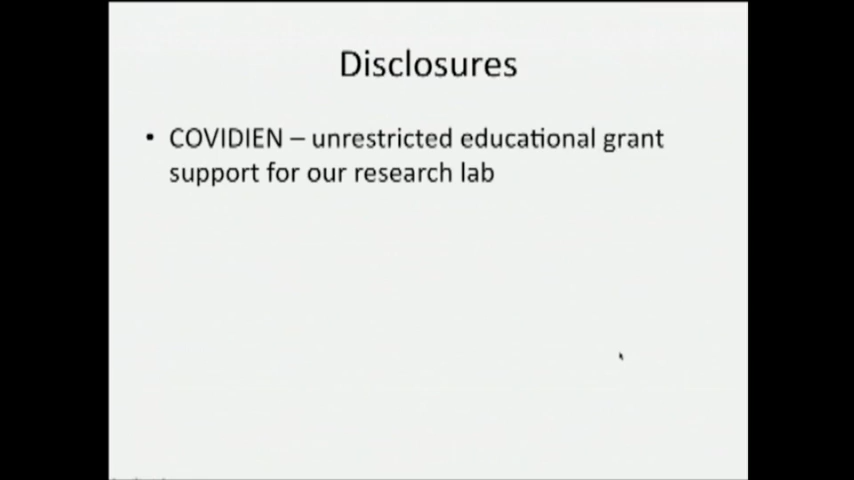 Disclosures
• COVIDIEN – unrestricted educational grant
support for our research lab